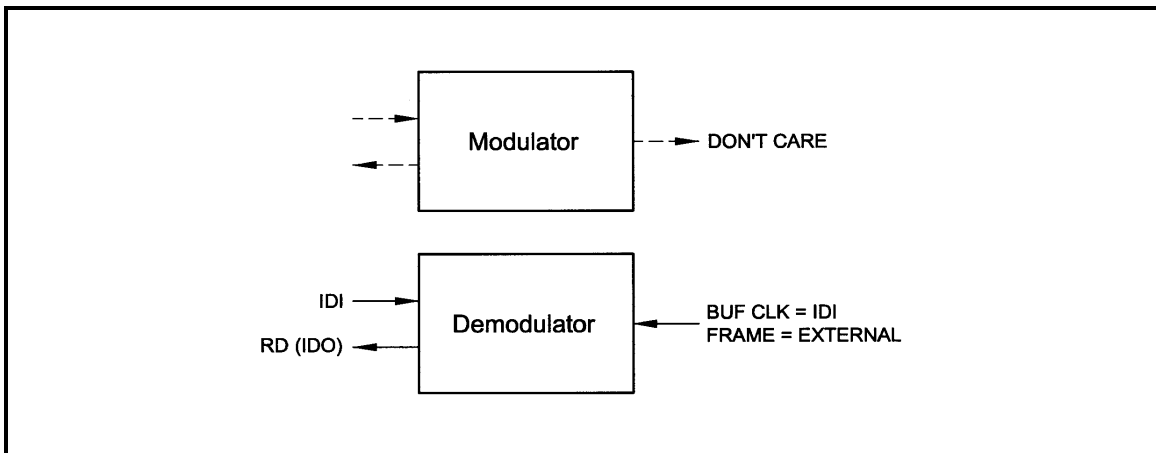 Modulator
DON'T CARE
IDI
RD (IDO)
Demodulator
BUF CLK = IDI
FRAME = EXTERNAL